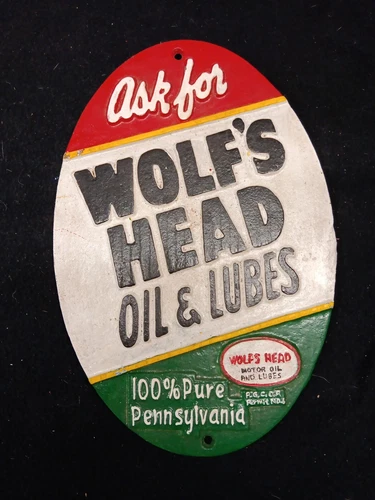 Ask for
WOLF'S
HEAD
OIL & LUBES
WOLFS HEAD
MOTOR OIL
AND LUBES
100% Pure
Pennsylvania